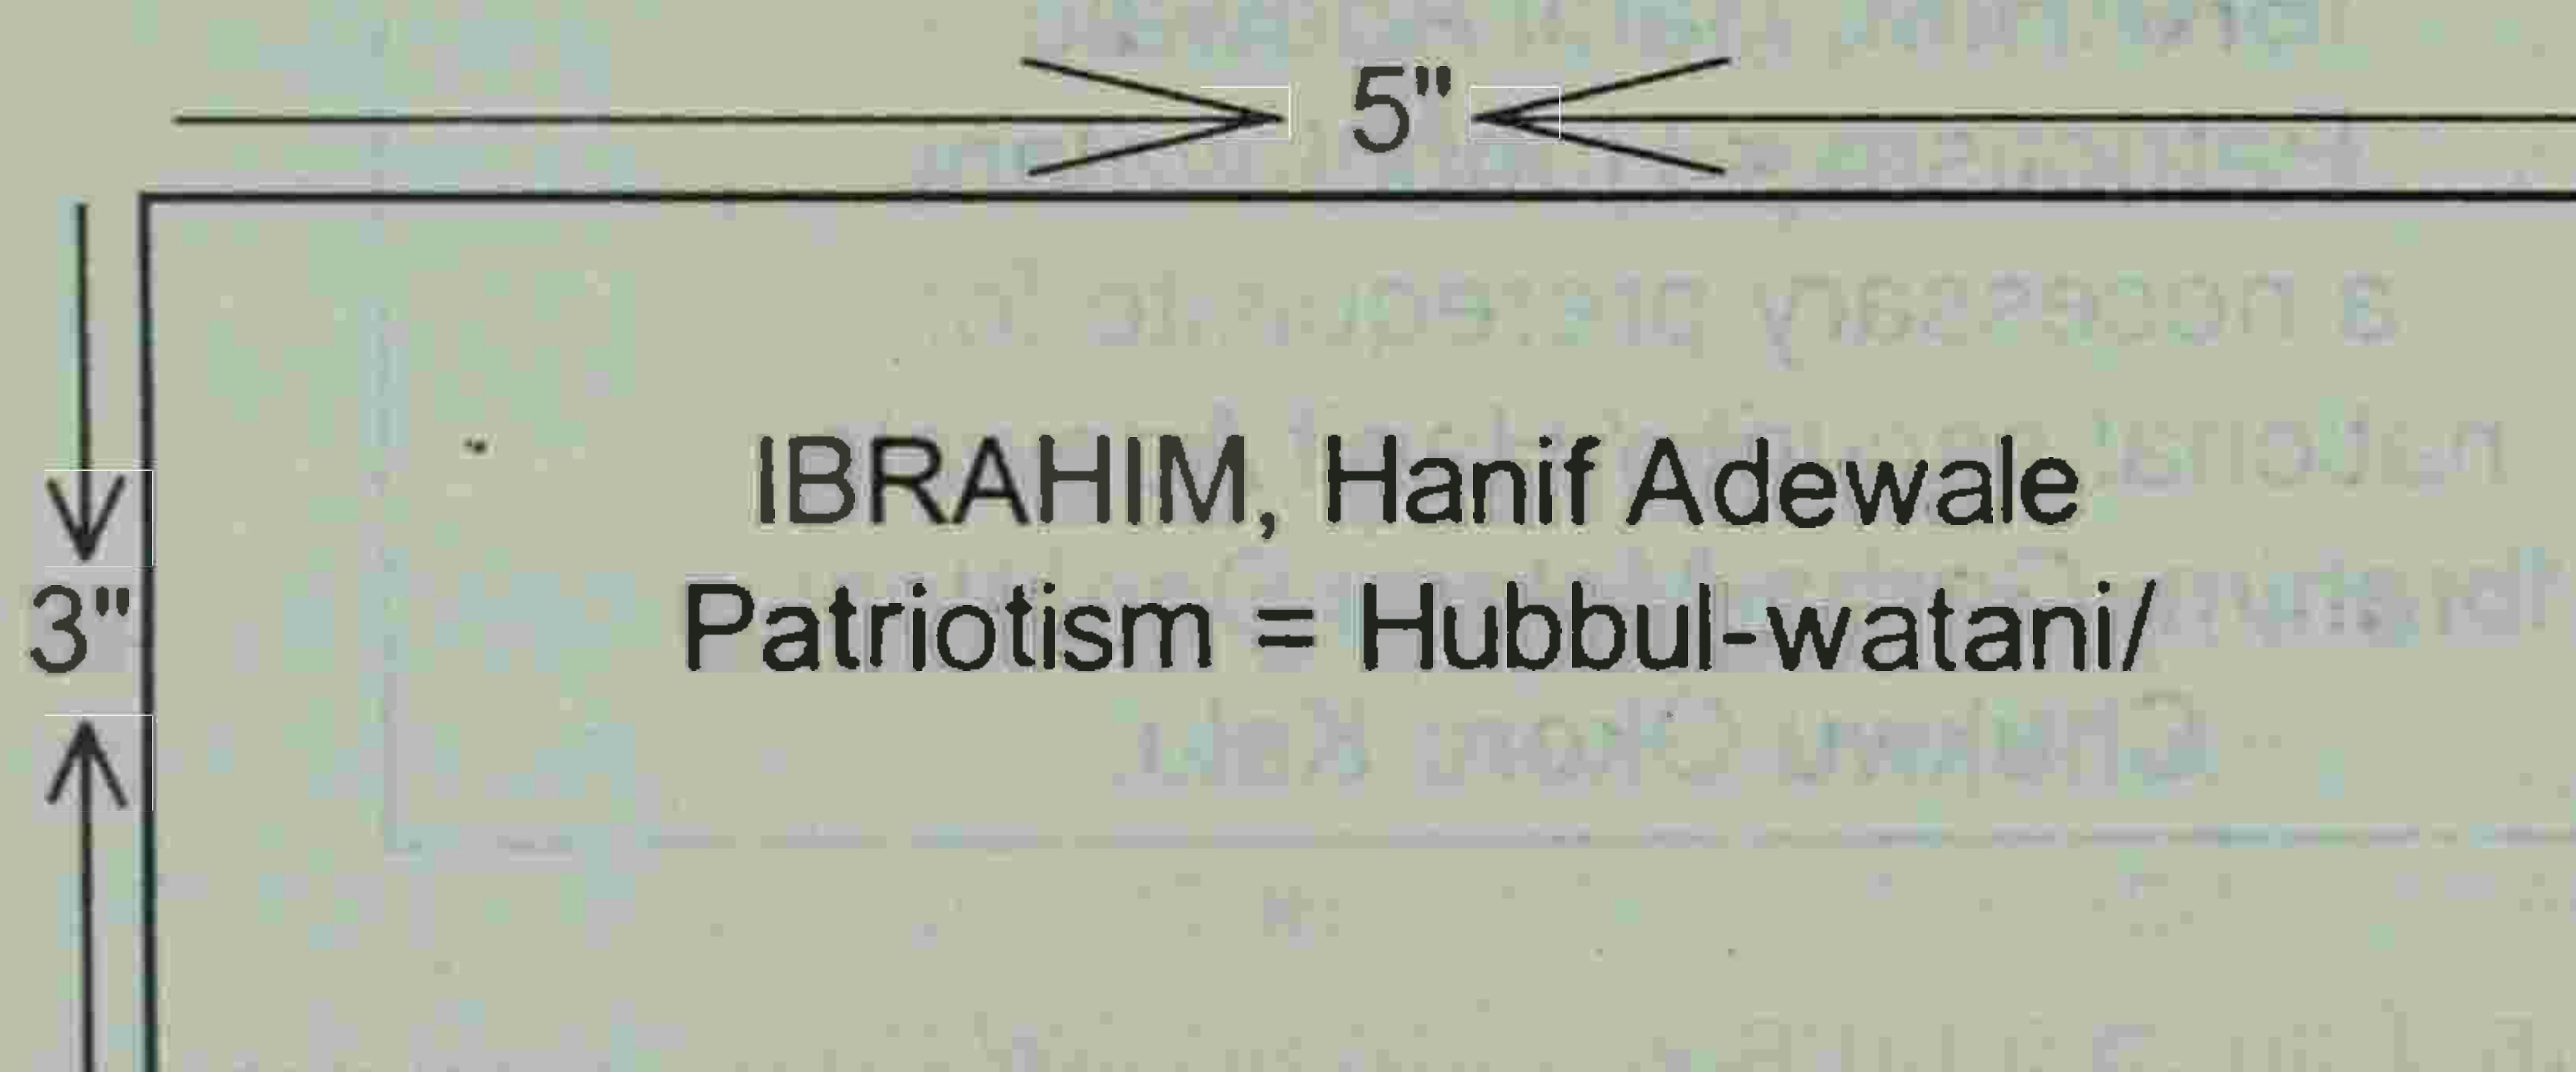 5"
IBRAHIM, Hanif Adewale
3"
Patriotism = Hubbul-watani/